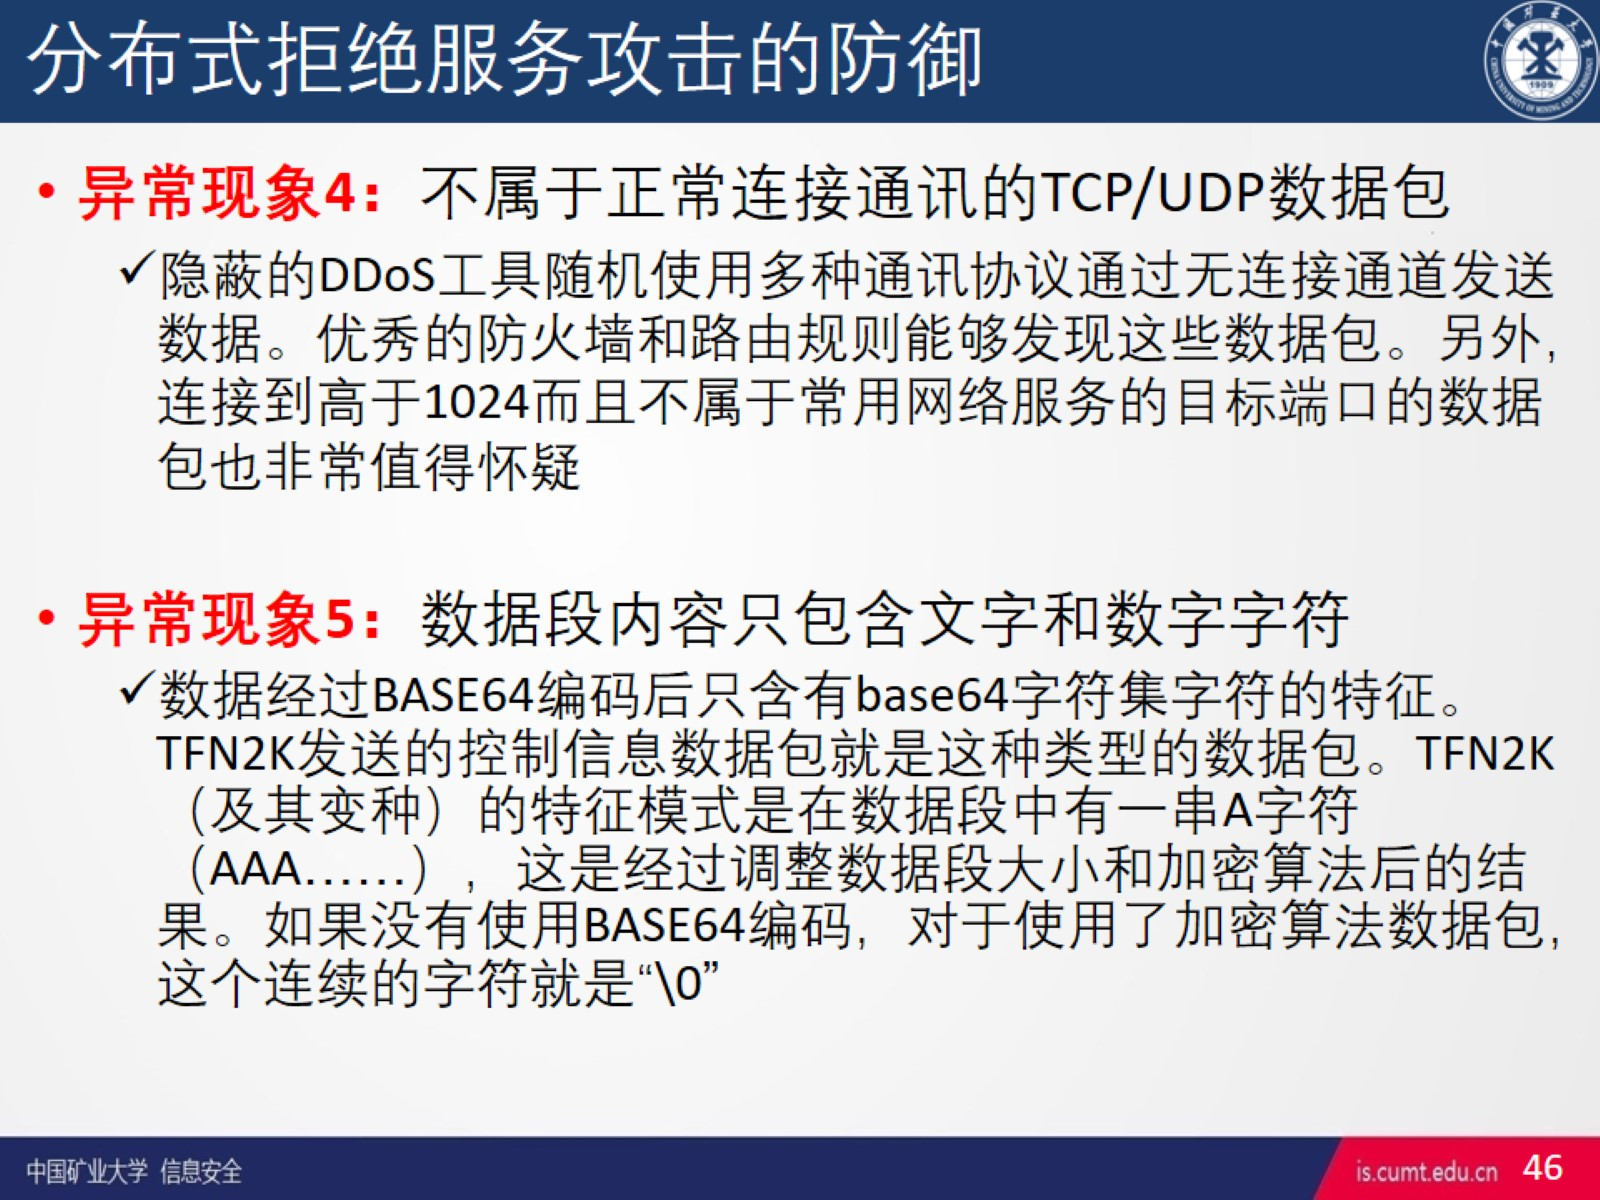 分布式拒绝服务攻击的防御
中国矿业大学
CHINA UNIVERSITY OF MINING AND TECHNOLOGY
1909
• 异常现象4：不属于正常连接通讯的TCP/UDP数据包
✓隐蔽的DDoS工具随机使用多种通讯协议通过无连接通道发送
数据。优秀的防火墙和路由规则能够发现这些数据包。另外，
连接到高于1024而且不属于常用网络服务的目标端口的数据
包也非常值得怀疑
• 异常现象5：数据段内容只包含文字和数字字符
✓数据经过BASE64编码后只含有base64字符集字符的特征。
TFN2K发送的控制信息数据包就是这种类型的数据包。TFN2K
（及其变种）的特征模式是在数据段中有一串A字符
（AAA……），这是经过调整数据段大小和加密算法后的结
果。如果没有使用BASE64编码，对于使用了加密算法数据包，
这个连续的字符就是“\0”
中国矿业大学 信息安全
is.cumt.edu.cn 46